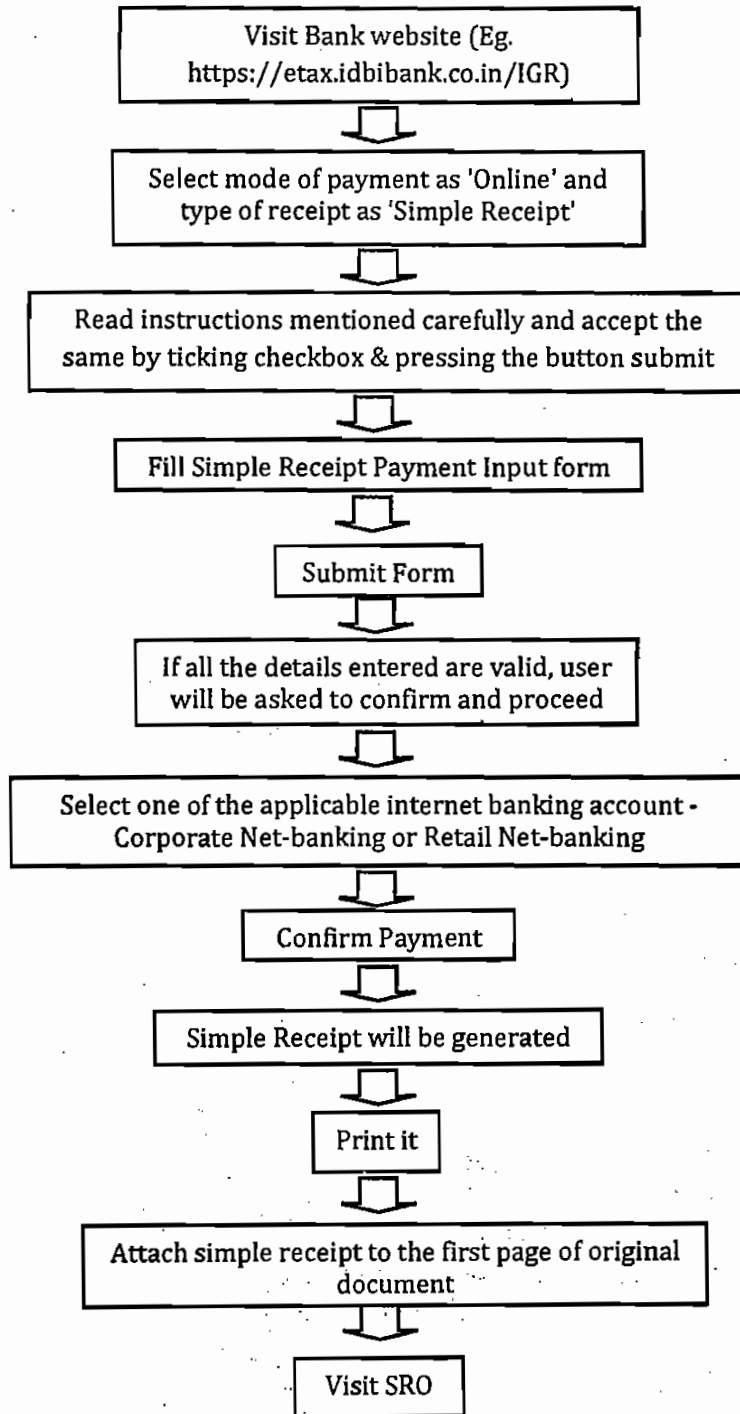 Visit Bank website (Eg.
https://etax.idbibank.co.in/IGR)
Select mode of payment as 'Online' and
type of receipt as 'Simple Receipt'
Read instructions mentioned carefully and accept the
same by ticking checkbox & pressing the button submit
Fill Simple Receipt Payment Input form
Submit Form
If all the details entered are valid, user
will be asked to confirm and proceed
Select one of the applicable internet banking account -
Corporate Net-banking or Retail Net-banking
Confirm Payment
Simple Receipt will be generated
Print it
Attach simple receipt to the first page of original
document
Visit SRO